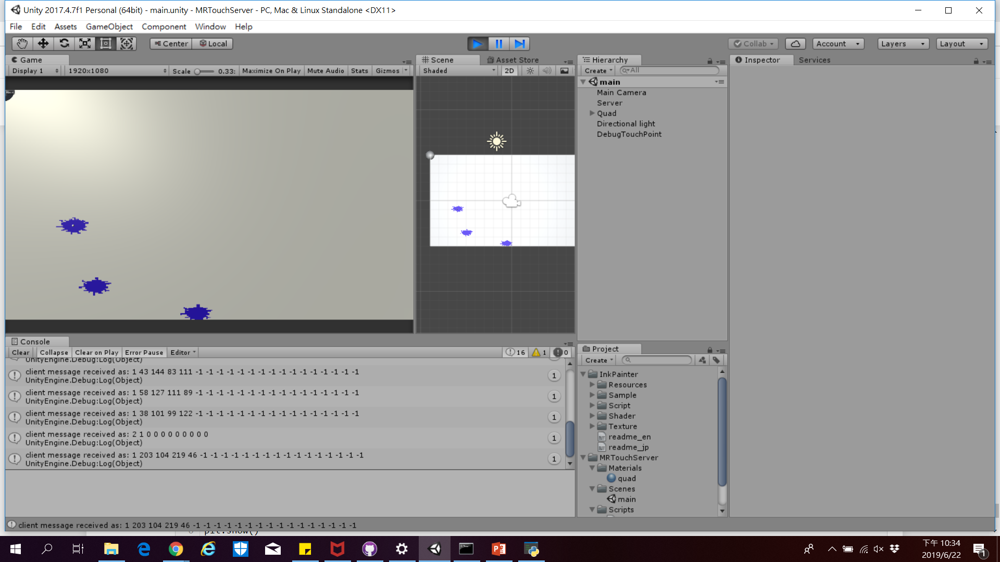 Unity 2017.4.7f1 Personal (64bit) - main.unity - MRTouchServer - PC, Mac & Linux Standalone <DX11>
File Edit Assets GameObject Component Window Help
Center Local Collab Account Layers Layout
Game
Display 1 1920x1080 Scale 0.33: Maximize On Play Mute Audio Stats Gizmos
Scene Asset Store
Shaded 2D
Hierarchy
Create All
main
Main Camera
Server
Quad
Directional light
DebugTouchPoint
Inspector Services
Console
Clear Collapse Clear on Play Error Pause Editor 16 1 0
UnityEngine.Debug:Log(Object)
client message received as: 1 43 144 83 111 -1 -1 -1 -1 -1 -1 -1 -1 -1 -1 -1 -1 -1 -1 -1 -1
UnityEngine.Debug:Log(Object)
1
client message received as: 1 58 127 111 89 -1 -1 -1 -1 -1 -1 -1 -1 -1 -1 -1 -1 -1 -1 -1 -1
UnityEngine.Debug:Log(Object)
1
client message received as: 1 38 101 99 122 -1 -1 -1 -1 -1 -1 -1 -1 -1 -1 -1 -1 -1 -1 -1 -1
UnityEngine.Debug:Log(Object)
1
client message received as: 2 1 0 0 0 0 0 0 0 0 0
UnityEngine.Debug:Log(Object)
1
client message received as: 1 203 104 219 46 -1 -1 -1 -1 -1 -1 -1 -1 -1 -1 -1 -1 -1 -1 -1 -1
UnityEngine.Debug:Log(Object)
1
Project
Create
InkPainter
Resources
Sample
Script
Shader
Texture
readme_en
readme_jp
MRTouchServer
Materials
quad
Scenes
main
Scripts
client message received as: 1 203 104 219 46 -1 -1 -1 -1 -1 -1 -1 -1 -1 -1 -1 -1 -1 -1 -1 -1
plt.show()
下午 10:34
2019/6/22
1